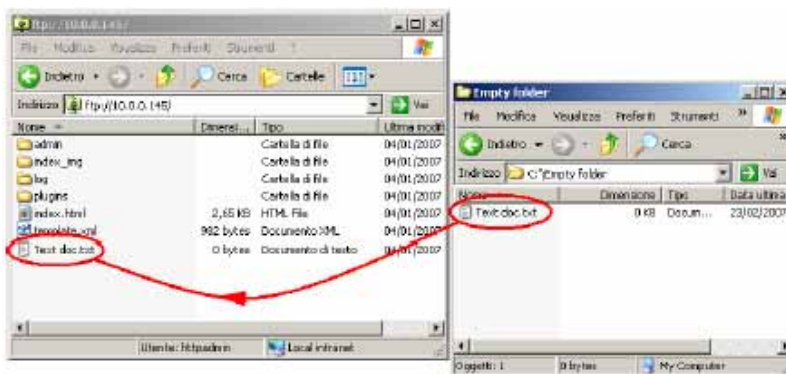 ftp://10.0.0.145/
File Modifica Visualizza Preferiti Strumenti ?
Indietro Cerca Cartelle
Indirizzo ftp://10.0.0.145/ Vai
Nome Dimensi... Tipo Ultima modifi
admin Cartella di file 04/01/2007
index_img Cartella di file 04/01/2007
log Cartella di file 04/01/2007
plugins Cartella di file 04/01/2007
index.html 2,65 KB HTML File 04/01/2007
template.xml 982 bytes Documento XML 04/01/2007
Text doc.txt 0 bytes Documento di testo 04/01/2007
Utente: httpadmin Local intranet
Empty folder
File Modifica Visualizza Preferiti Strumenti »
Indietro Cerca »
Indirizzo C:\Empty folder Vai
Nome Dimensione Tipo Data ultima
Text doc.txt 0 KB Docum... 23/02/2007
Oggetti: 1 0 bytes My Computer